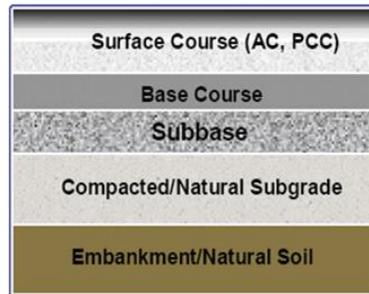 Surface Course (AC, PCC)
Base Course
Subbase
Compacted/Natural Subgrade
Embankment/Natural Soil